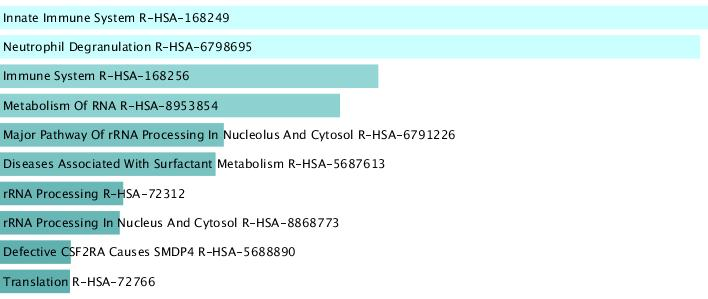 Innate Immune System R-HSA-168249
Neutrophil Degranulation R-HSA-6798695
Immune System R-HSA-168256
Metabolism Of RNA R-HSA-8953854
Major Pathway Of rRNA Processing In Nucleolus And Cytosol R-HSA-6791226
Diseases Associated With Surfactant Metabolism R-HSA-5687613
rRNA Processing R-HSA-72312
rRNA Processing In Nucleus And Cytosol R-HSA-8868773
Defective CSF2RA Causes SMDP4 R-HSA-5688890
Translation R-HSA-72766